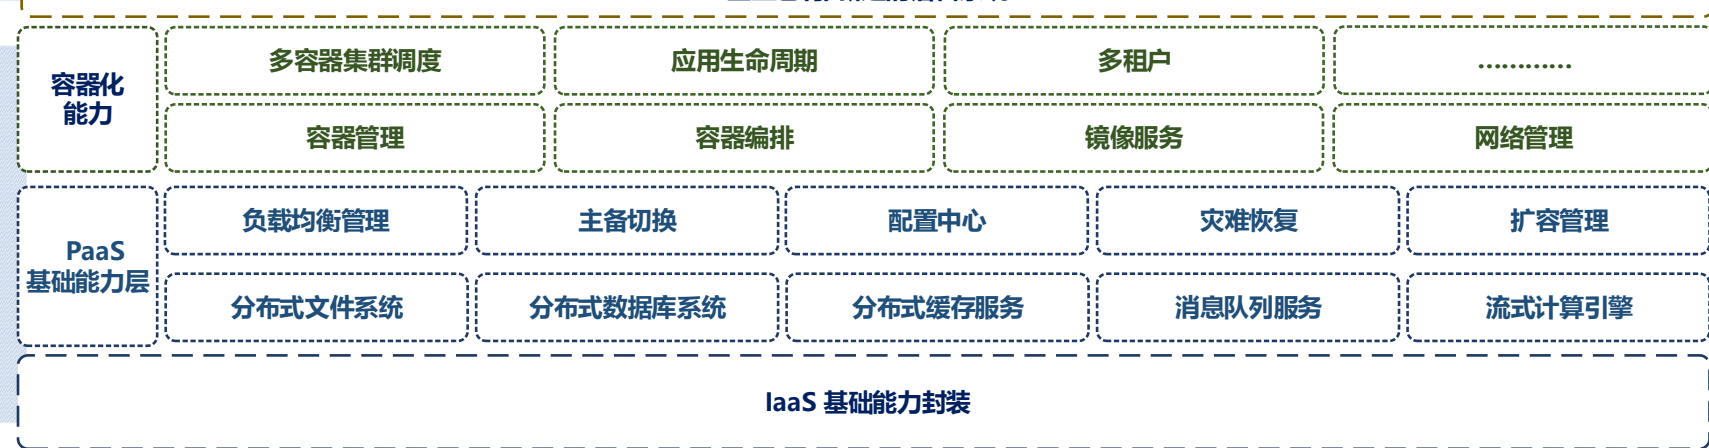 容器化
能力
多容器集群调度
应用生命周期
多租户
…………
容器管理
容器编排
镜像服务
网络管理
PaaS
基础能力层
负载均衡管理
主备切换
配置中心
灾难恢复
扩容管理
分布式文件系统
分布式数据库系统
分布式缓存服务
消息队列服务
流式计算引擎
IaaS 基础能力封装